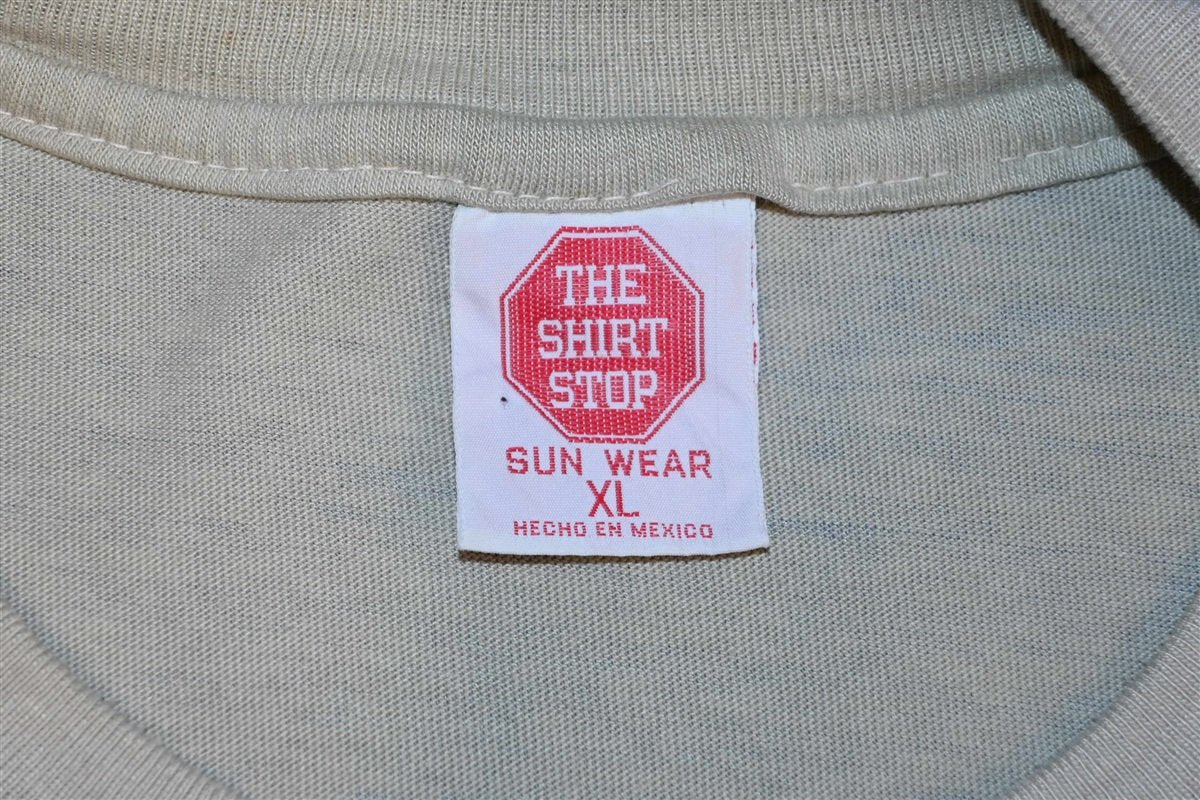 THE
SHIRT
STOP
SUN WEAR
XL
HECHO EN MEXICO